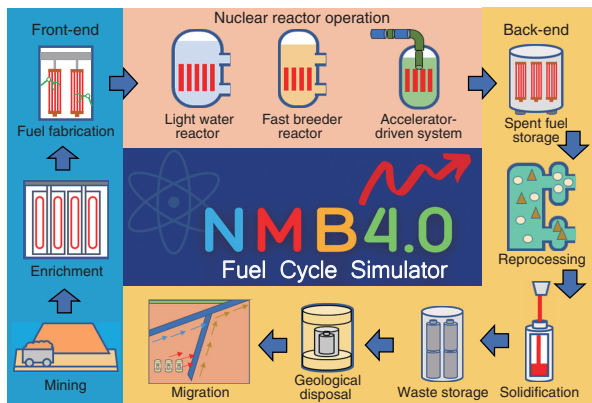 Front-end
Fuel fabrication
Enrichment
Mining
Nuclear reactor operation
Light water
reactor
Fast breeder
reactor
Accelerator-
driven system
Back-end
Spent fuel
storage
Reprocessing
Solidification
Waste storage
Geological
disposal
Migration
NMB4.0
Fuel Cycle Simulator